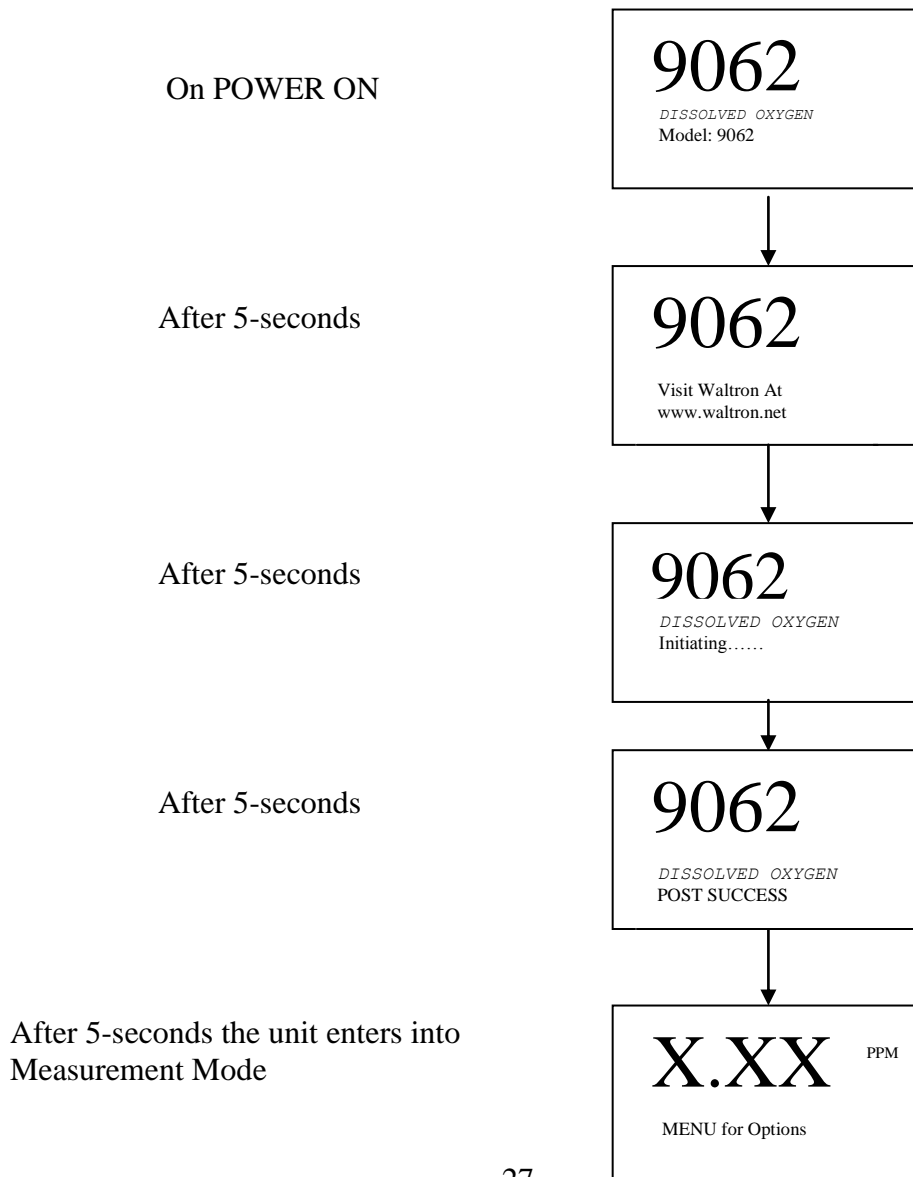 On POWER ON
9062
DISSOLVED OXYGEN
Model: 9062
After 5-seconds
9062
Visit Waltron At
www.waltron.net
After 5-seconds
9062
DISSOLVED OXYGEN
Initiating……
After 5-seconds
9062
DISSOLVED OXYGEN
POST SUCCESS
After 5-seconds the unit enters into
Measurement Mode
X.XX PPM
MENU for Options
27